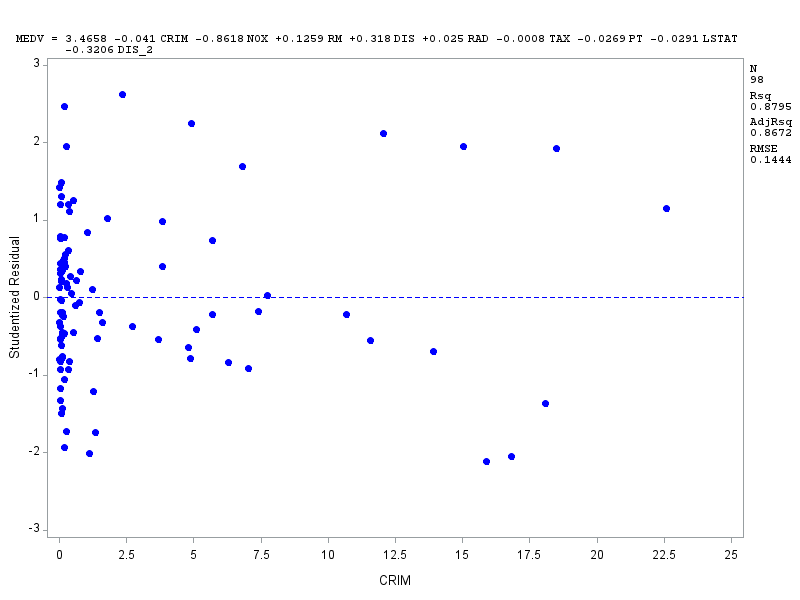 MEDV = 3.4658 -0.041 CRIM -0.8618 NOX +0.1259 RM +0.318 DIS +0.025 RAD -0.0008 TAX -0.0269 PT -0.0291 LSTAT
-0.3206 DIS_2
N
98
Rsq
0.8795
AdjRsq
0.8672
RMSE
0.1444
Studentized Residual
3
2
1
0
-1
-2
-3
0 2.5 5 7.5 10 12.5 15 17.5 20 22.5 25
CRIM